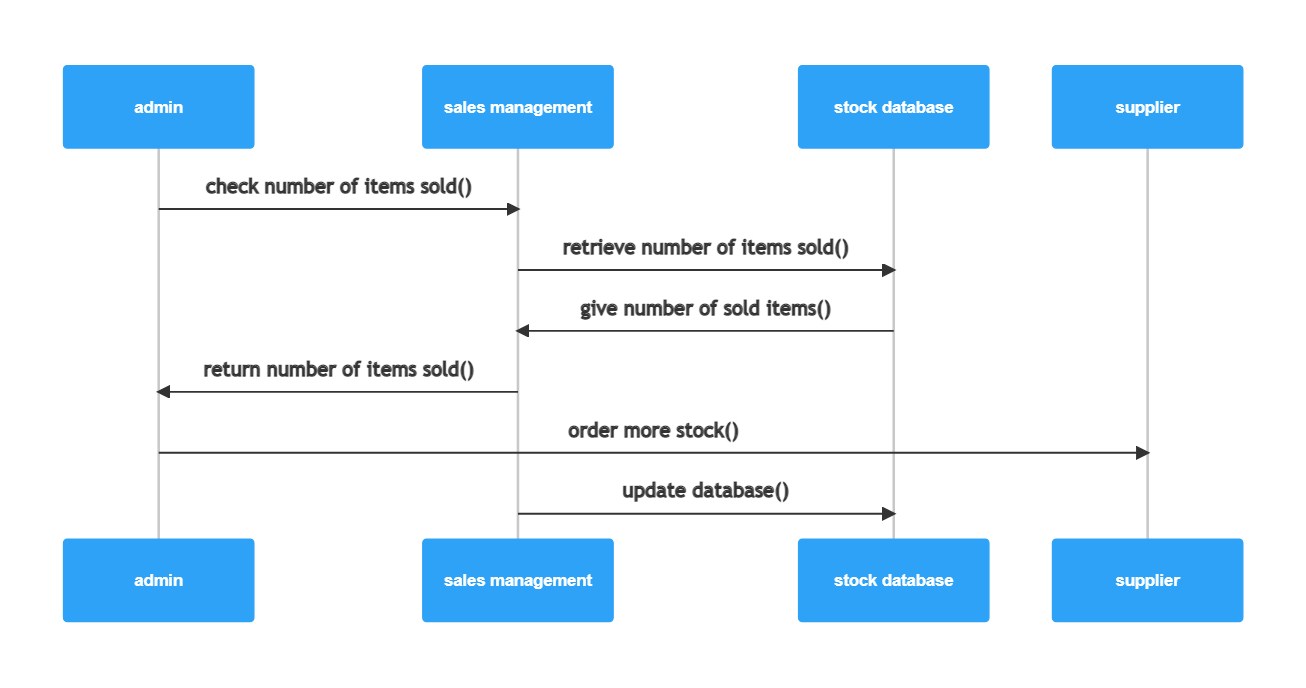 admin
sales management
stock database
supplier
check number of items sold()
retrieve number of items sold()
give number of sold items()
return number of items sold()
order more stock()
update database()
admin
sales management
stock database
supplier